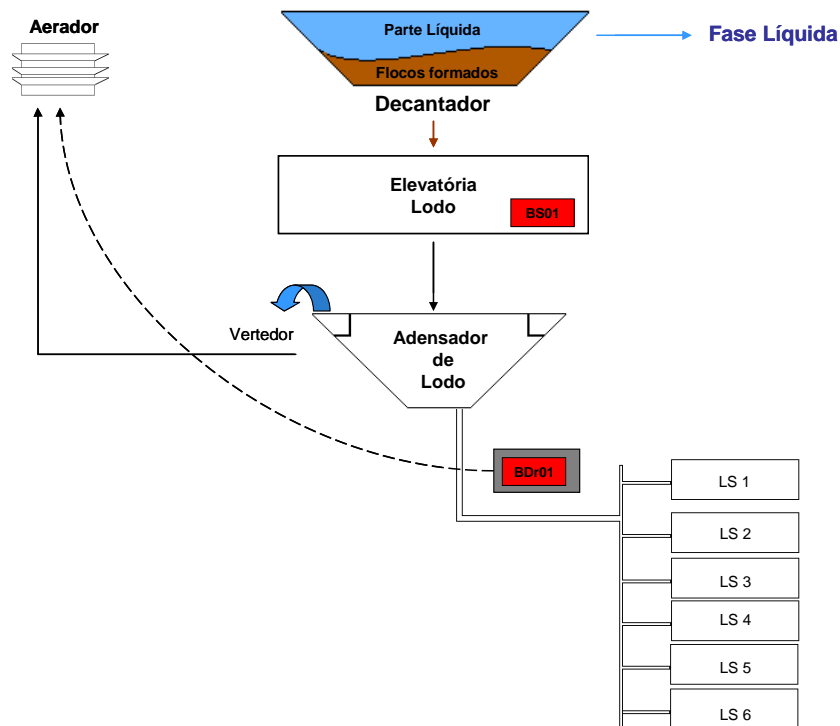 Aerador
Parte Líquida
Fase Líquida
Flocos formados
Decantador
Elevatória
Lodo
BS01
Vertedor
Adensador
de
Lodo
BDr01
LS 1
LS 2
LS 3
LS 4
LS 5
LS 6